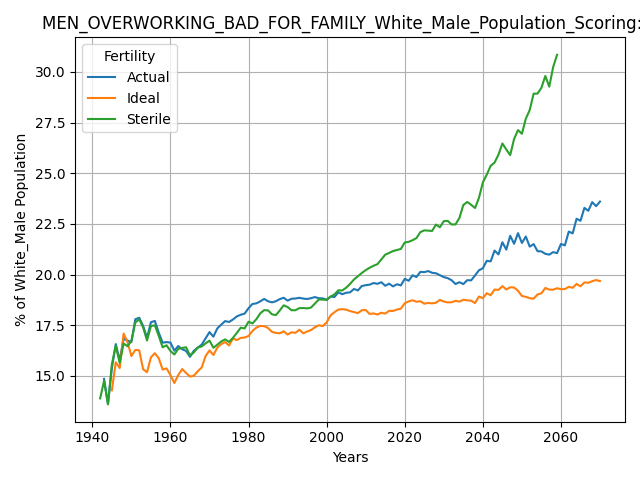 MEN_OVERWORKING_BAD_FOR_FAMILY_White_Male_Population_Scoring:
Fertility
Actual
Ideal
Sterile
% of White_Male Population
30.0
27.5
25.0
22.5
20.0
17.5
15.0
1940 1960 1980 2000 2020 2040 2060
Years